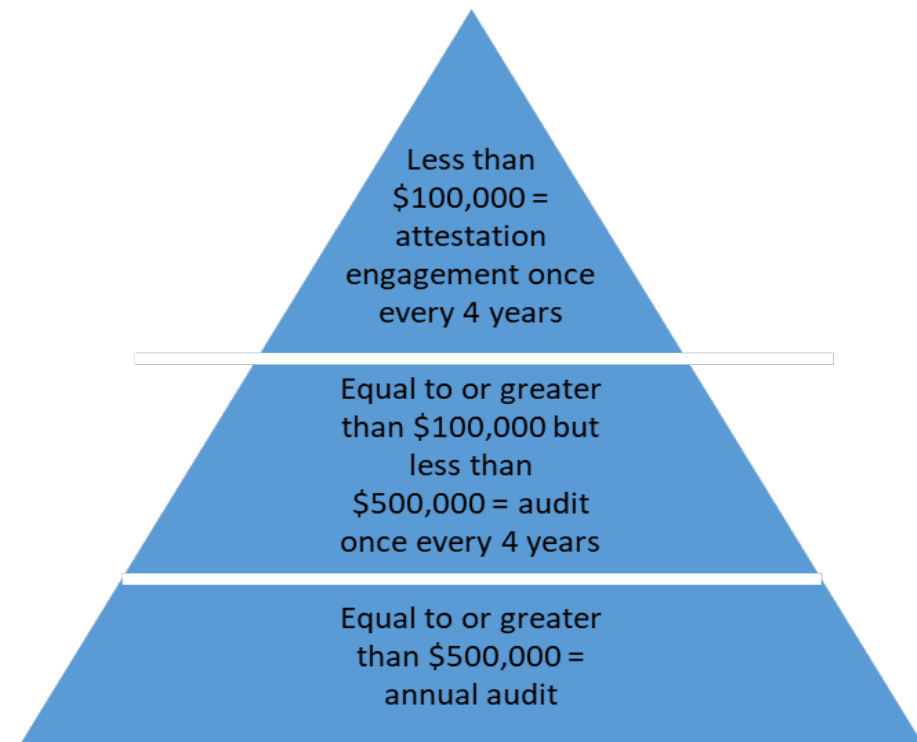 Less than
$100,000 =
attestation
engagement once
every 4 years
Equal to or greater
than $100,000 but
less than
$500,000 = audit
once every 4 years
Equal to or greater
than $500,000 =
annual audit